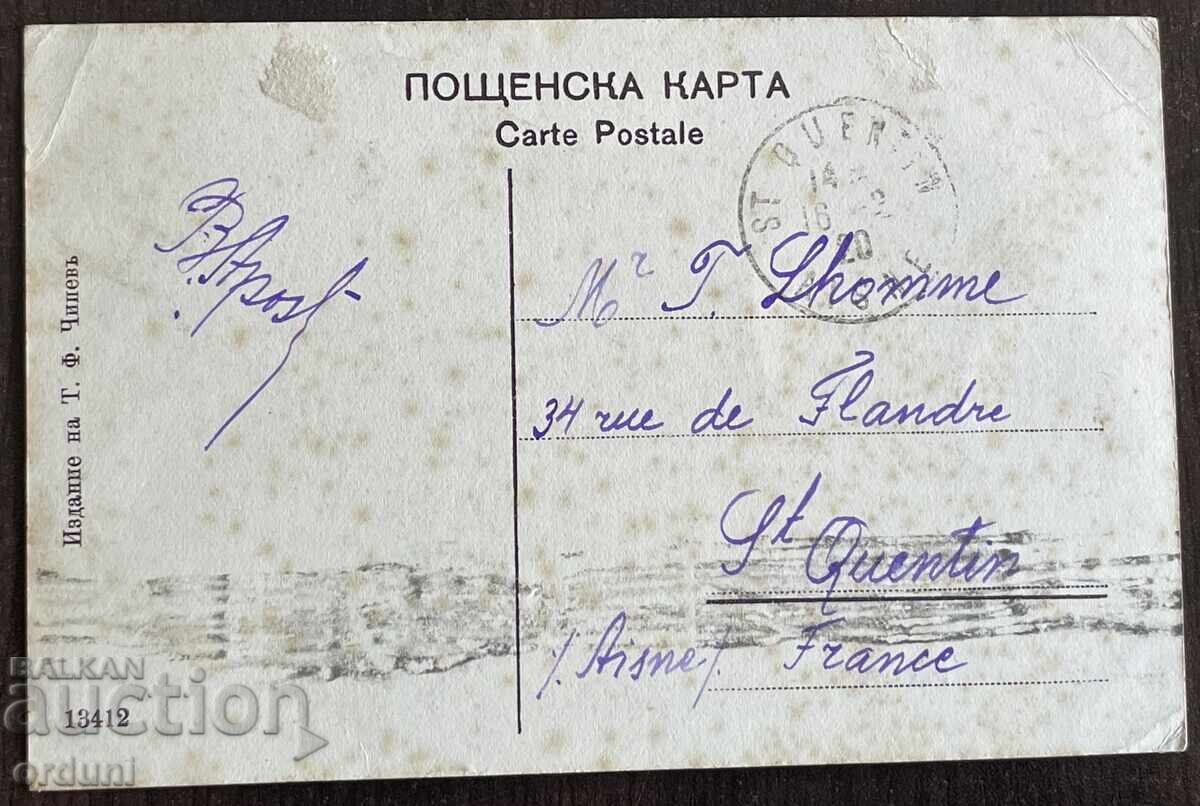 ПОЩЕНСКА КАРТА
Carte Postale
ST QUENTIN
14
16 2
20
AISNE
Mr T. Lhomme
34 rue de Flandre
St Quentin
/Aisne/ France
Издание на Т. Ф. Чипевъ
13412
BALKAN
auction
orduni